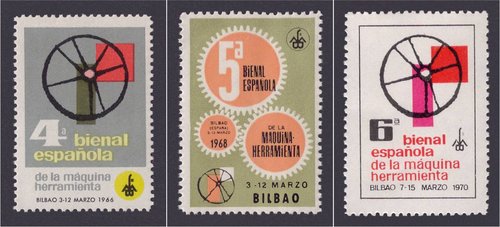 4ª bienal
española
de la máquina
herramienta
BILBAO 3-12 MARZO 1966
5ª
BIENAL
ESPAÑOLA
BILBAO
(ESPAÑA)
3-12 MARZO
1968
DE LA
MAQUINA-
HERRAMIENTA
3-12 MARZO
BILBAO
6ª
bienal
española
de la máquina
herramienta
BILBAO 7-15 MARZO 1970